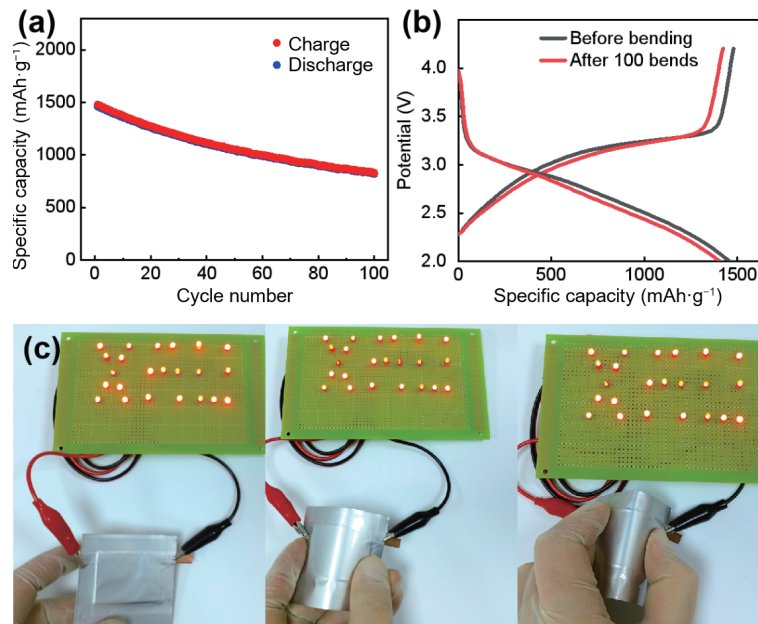 (a)
Specific capacity (mAh·g⁻¹)
2000
1500
1000
500
0
Charge
Discharge
0 20 40 60 80 100
Cycle number
(b)
Potential (V)
4.0
3.5
3.0
2.5
2.0
Before bending
After 100 bends
0 500 1000 1500
Specific capacity (mAh·g⁻¹)
(c)